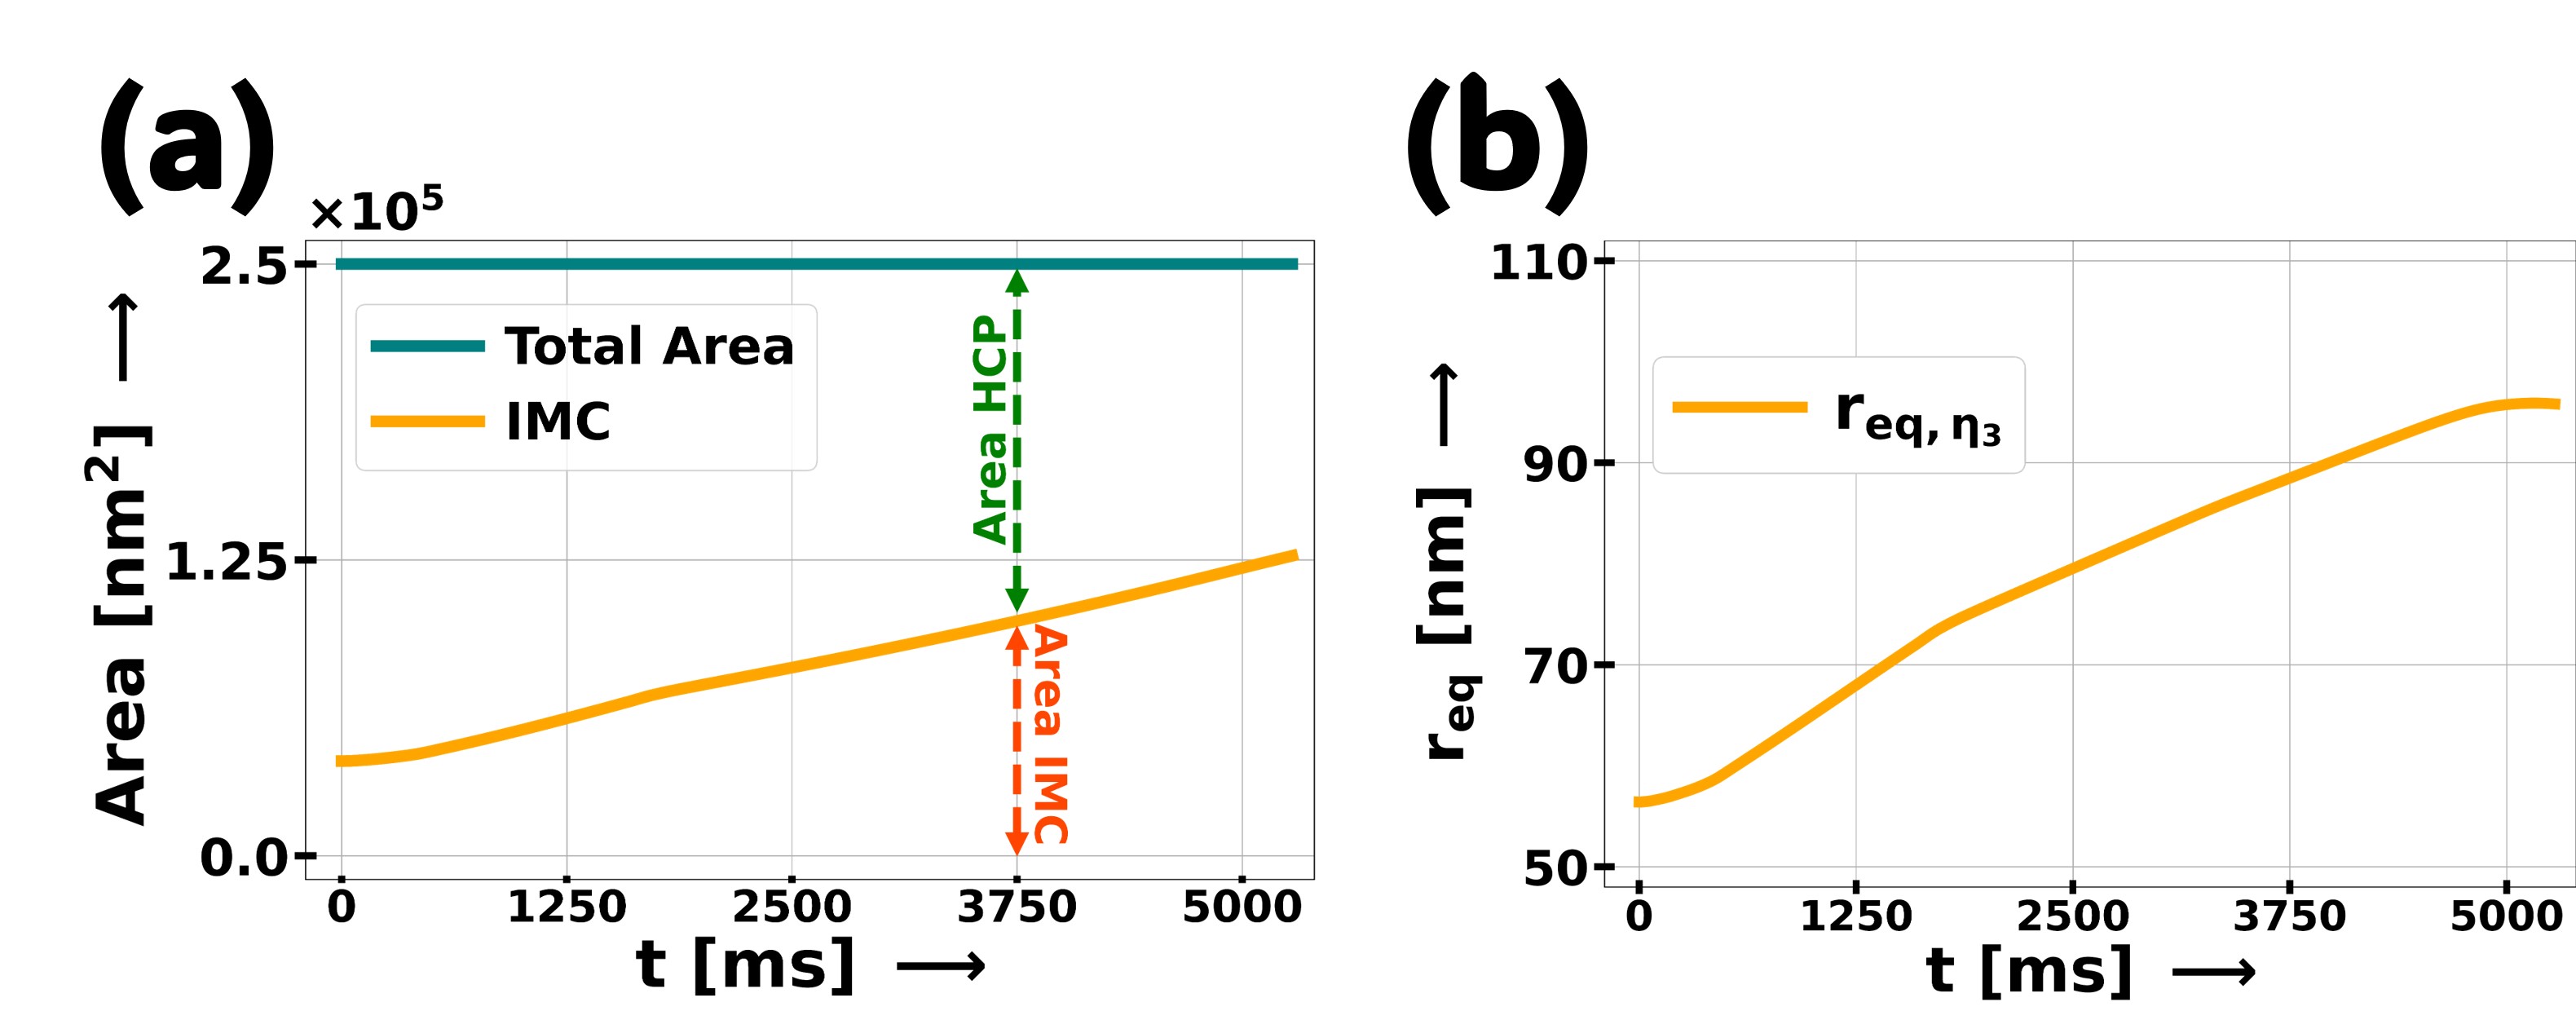 (a)
×10⁵
2.5
1.25
0.0
Area [nm²] ⟶
Total Area
IMC
Area HCP
Area IMC
0 1250 2500 3750 5000
t [ms] ⟶
(b)
110
90
70
50
r_eq [nm] ⟶
r_eq, η₃
0 1250 2500 3750 5000
t [ms] ⟶